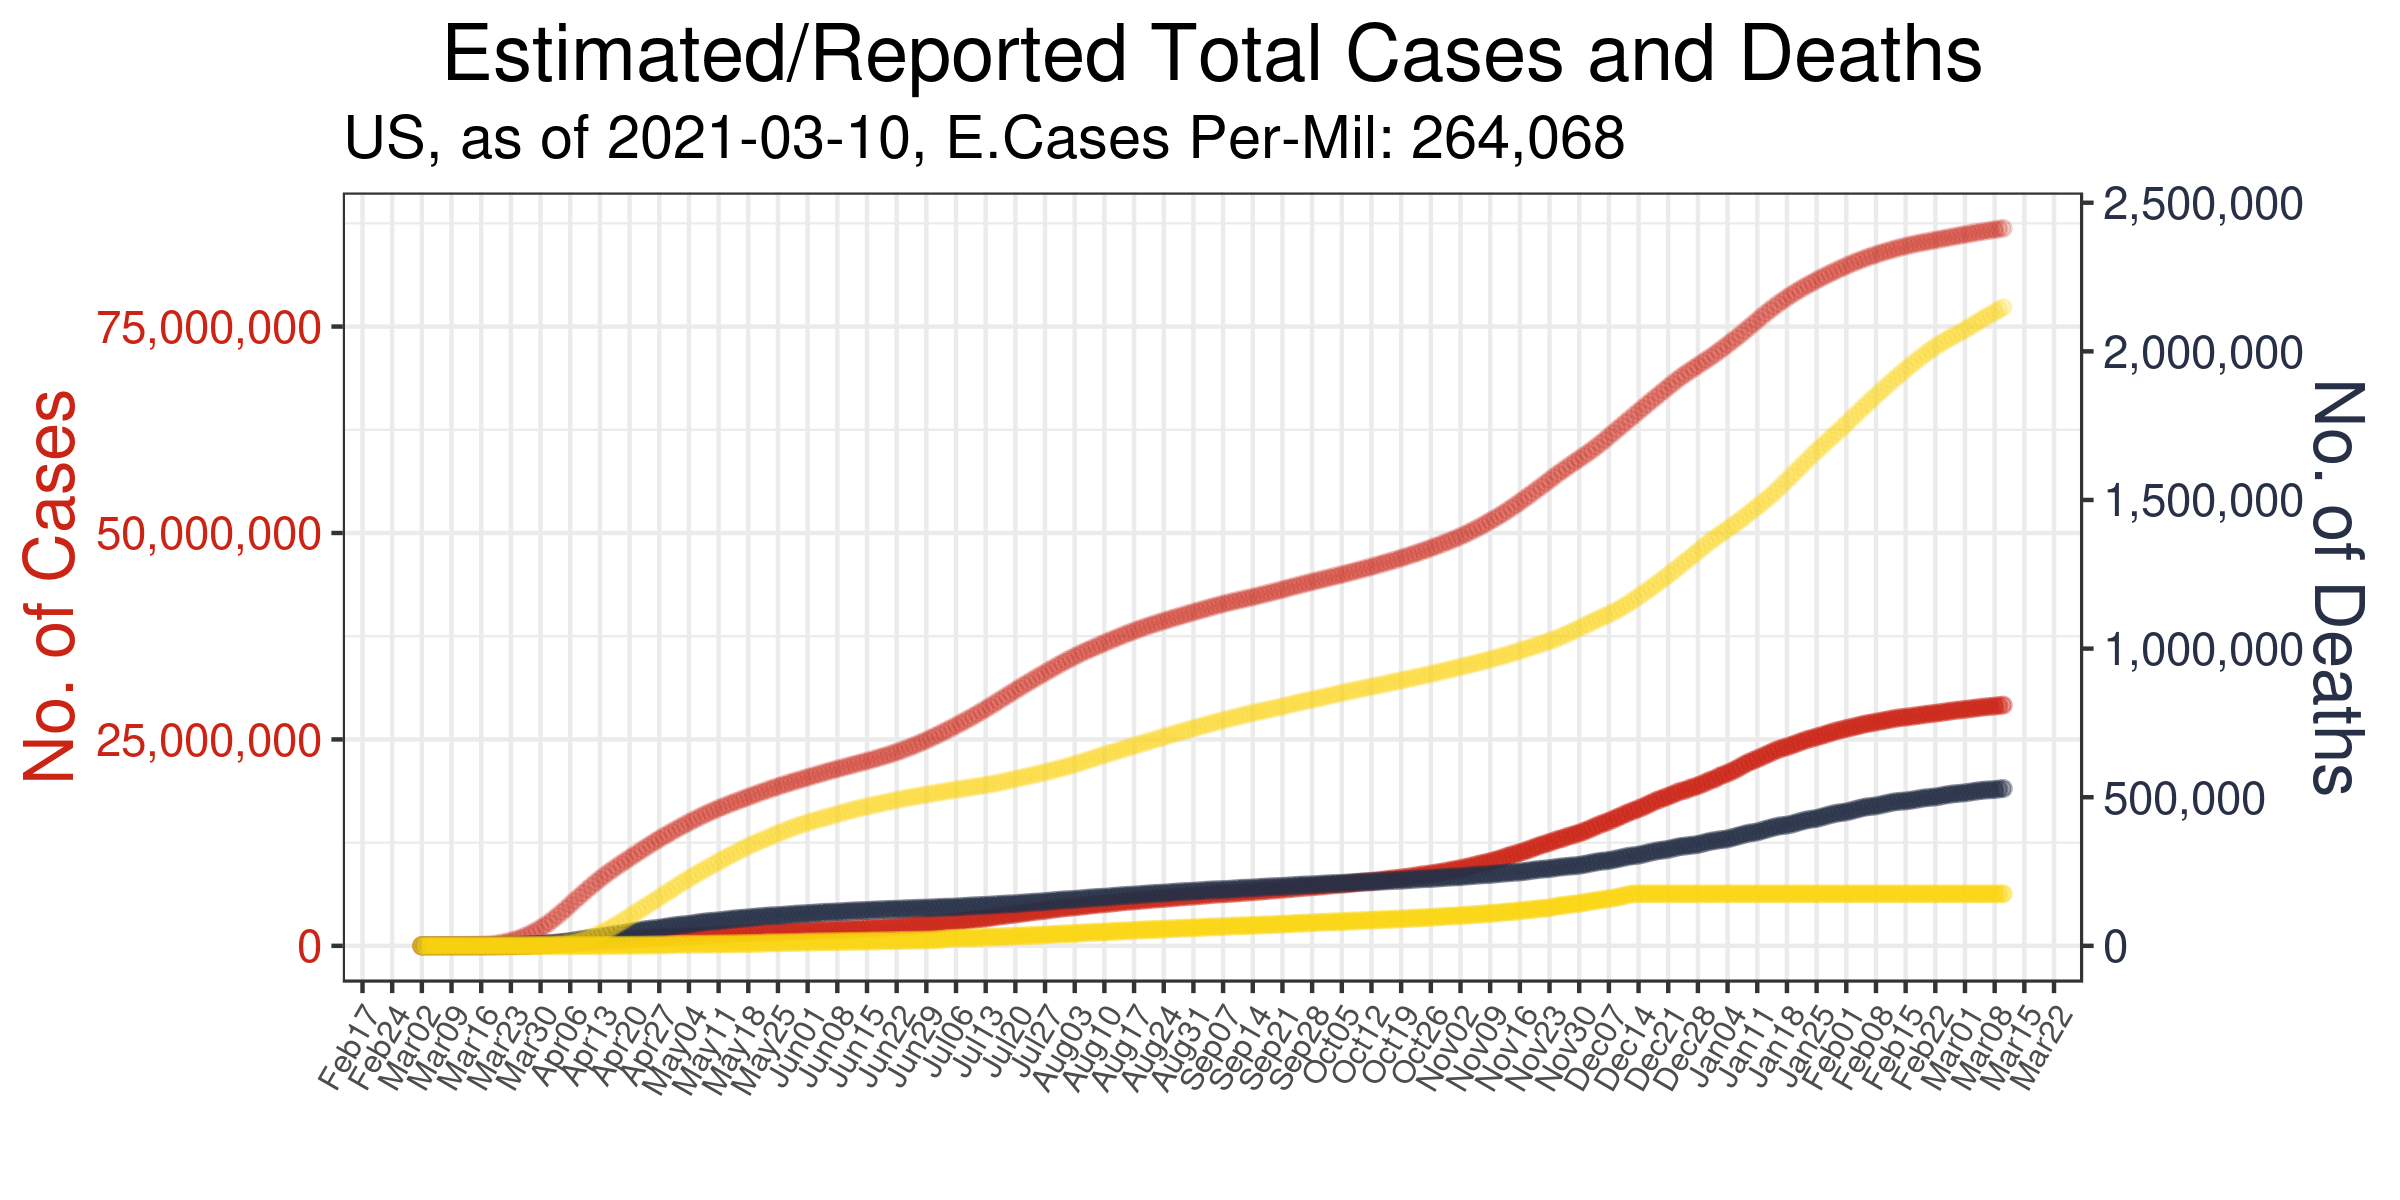 Estimated/Reported Total Cases and Deaths
US, as of 2021-03-10, E.Cases Per-Mil: 264,068
No. of Cases
75,000,000
50,000,000
25,000,000
0
2,500,000
2,000,000
1,500,000
1,000,000
500,000
0
No. of Deaths
Feb17
Feb24
Mar02
Mar09
Mar16
Mar23
Mar30
Apr06
Apr13
Apr20
Apr27
May04
May11
May18
May25
Jun01
Jun08
Jun15
Jun22
Jun29
Jul06
Jul13
Jul20
Jul27
Aug03
Aug10
Aug17
Aug24
Aug31
Sep07
Sep14
Sep21
Sep28
Oct05
Oct12
Oct19
Oct26
Nov02
Nov09
Nov16
Nov23
Nov30
Dec07
Dec14
Dec21
Dec28
Jan04
Jan11
Jan18
Jan25
Feb01
Feb08
Feb15
Feb22
Mar01
Mar08
Mar15
Mar22